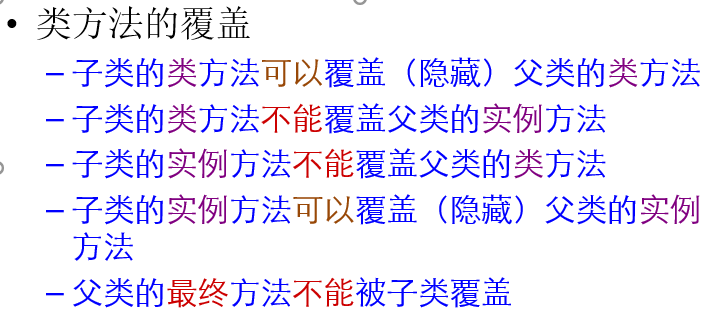 • 类方法的覆盖
– 子类的类方法可以覆盖（隐藏）父类的类方法
– 子类的类方法不能覆盖父类的实例方法
– 子类的实例方法不能覆盖父类的类方法
– 子类的实例方法可以覆盖（隐藏）父类的实例
方法
– 父类的最终方法不能被子类覆盖